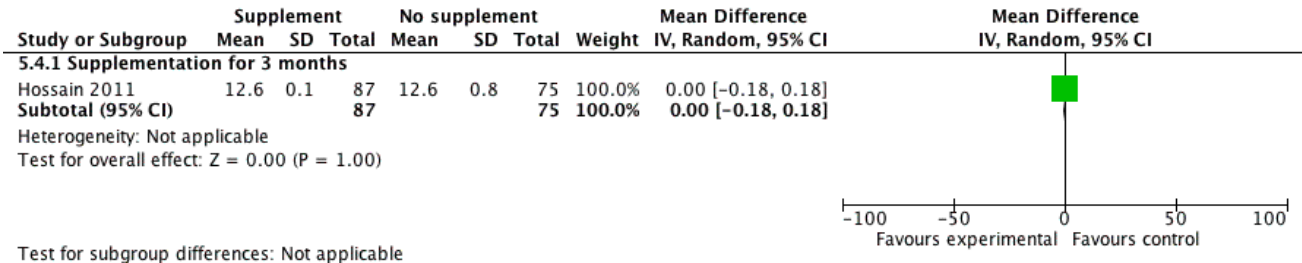 Supplement No supplement Mean Difference Mean Difference
Study or Subgroup Mean SD Total Mean SD Total Weight IV, Random, 95% CI IV, Random, 95% CI
5.4.1 Supplementation for 3 months
Hossain 2011 12.6 0.1 87 12.6 0.8 75 100.0% 0.00 [-0.18, 0.18]
Subtotal (95% CI) 87 75 100.0% 0.00 [-0.18, 0.18]
Heterogeneity: Not applicable
Test for overall effect: Z = 0.00 (P = 1.00)
-100 -50 0 50 100
Favours experimental Favours control
Test for subgroup differences: Not applicable